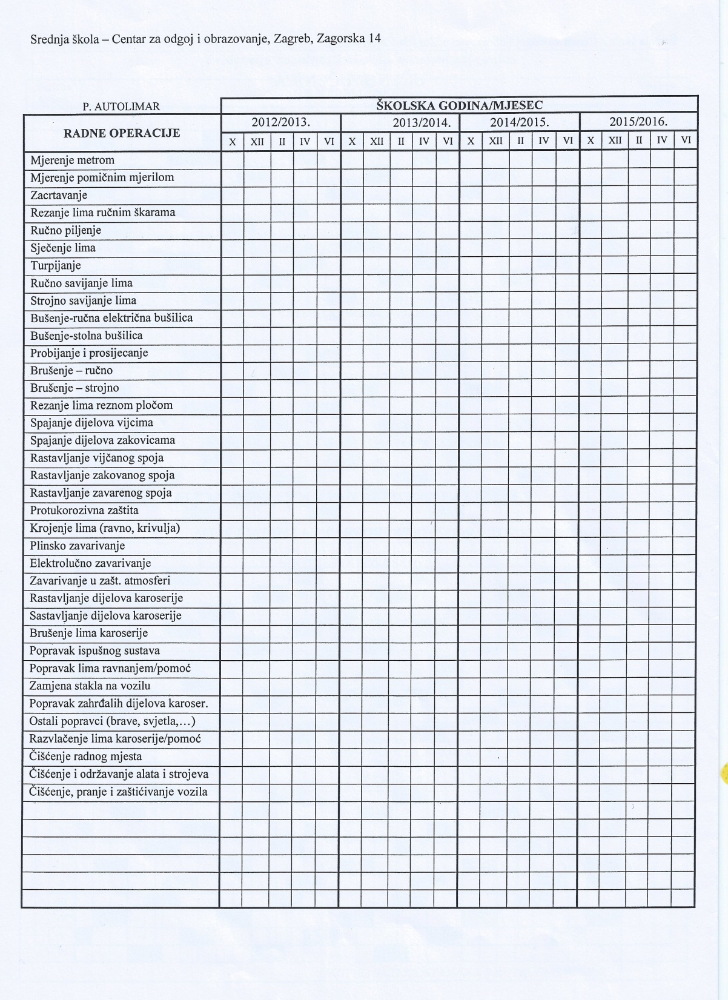 Srednja škola – Centar za odgoj i obrazovanje, Zagreb, Zagorska 14
P. AUTOLIMAR
ŠKOLSKA GODINA/MJESEC
RADNE OPERACIJE
2012/2013. 2013/2014. 2014/2015. 2015/2016.
X XII II IV VI X XII II IV VI X XII II IV VI X XII II IV VI
Mjerenje metrom
Mjerenje pomičnim mjerilom
Zacrtavanje
Rezanje lima ručnim škarama
Ručno piljenje
Sječenje lima
Turpijanje
Ručno savijanje lima
Strojno savijanje lima
Bušenje-ručna električna bušilica
Bušenje-stolna bušilica
Probijanje i prosijecanje
Brušenje – ručno
Brušenje – strojno
Rezanje lima reznom pločom
Spajanje dijelova vijcima
Spajanje dijelova zakovicama
Rastavljanje vijčanog spoja
Rastavljanje zakovanog spoja
Rastavljanje zavarenog spoja
Protukorozivna zaštita
Krojenje lima (ravno, krivulja)
Plinsko zavarivanje
Elektrolučno zavarivanje
Zavarivanje u zašt. atmosferi
Rastavljanje dijelova karoserije
Sastavljanje dijelova karoserije
Brušenje lima karoserije
Popravak ispušnog sustava
Popravak lima ravnanjem/pomoć
Zamjena stakla na vozilu
Popravak zahrđalih dijelova karoser.
Ostali popravci (brave, svjetla,…)
Razvlačenje lima karoserije/pomoć
Čišćenje radnog mjesta
Čišćenje i održavanje alata i strojeva
Čišćenje, pranje i zaštićivanje vozila